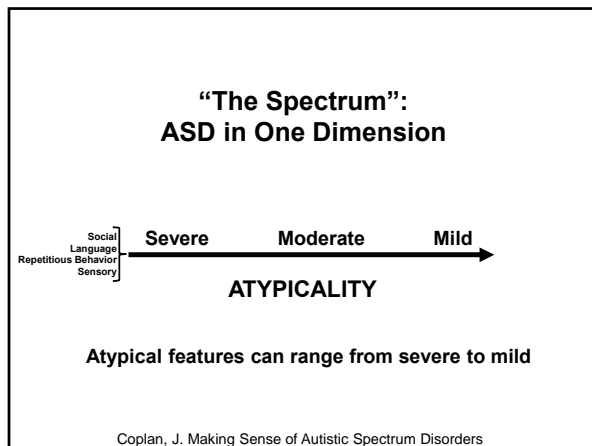 “The Spectrum”:
ASD in One Dimension
Social
Language
Repetitious Behavior
Sensory
Severe Moderate Mild
ATYPICALITY
Atypical features can range from severe to mild
Coplan, J. Making Sense of Autistic Spectrum Disorders